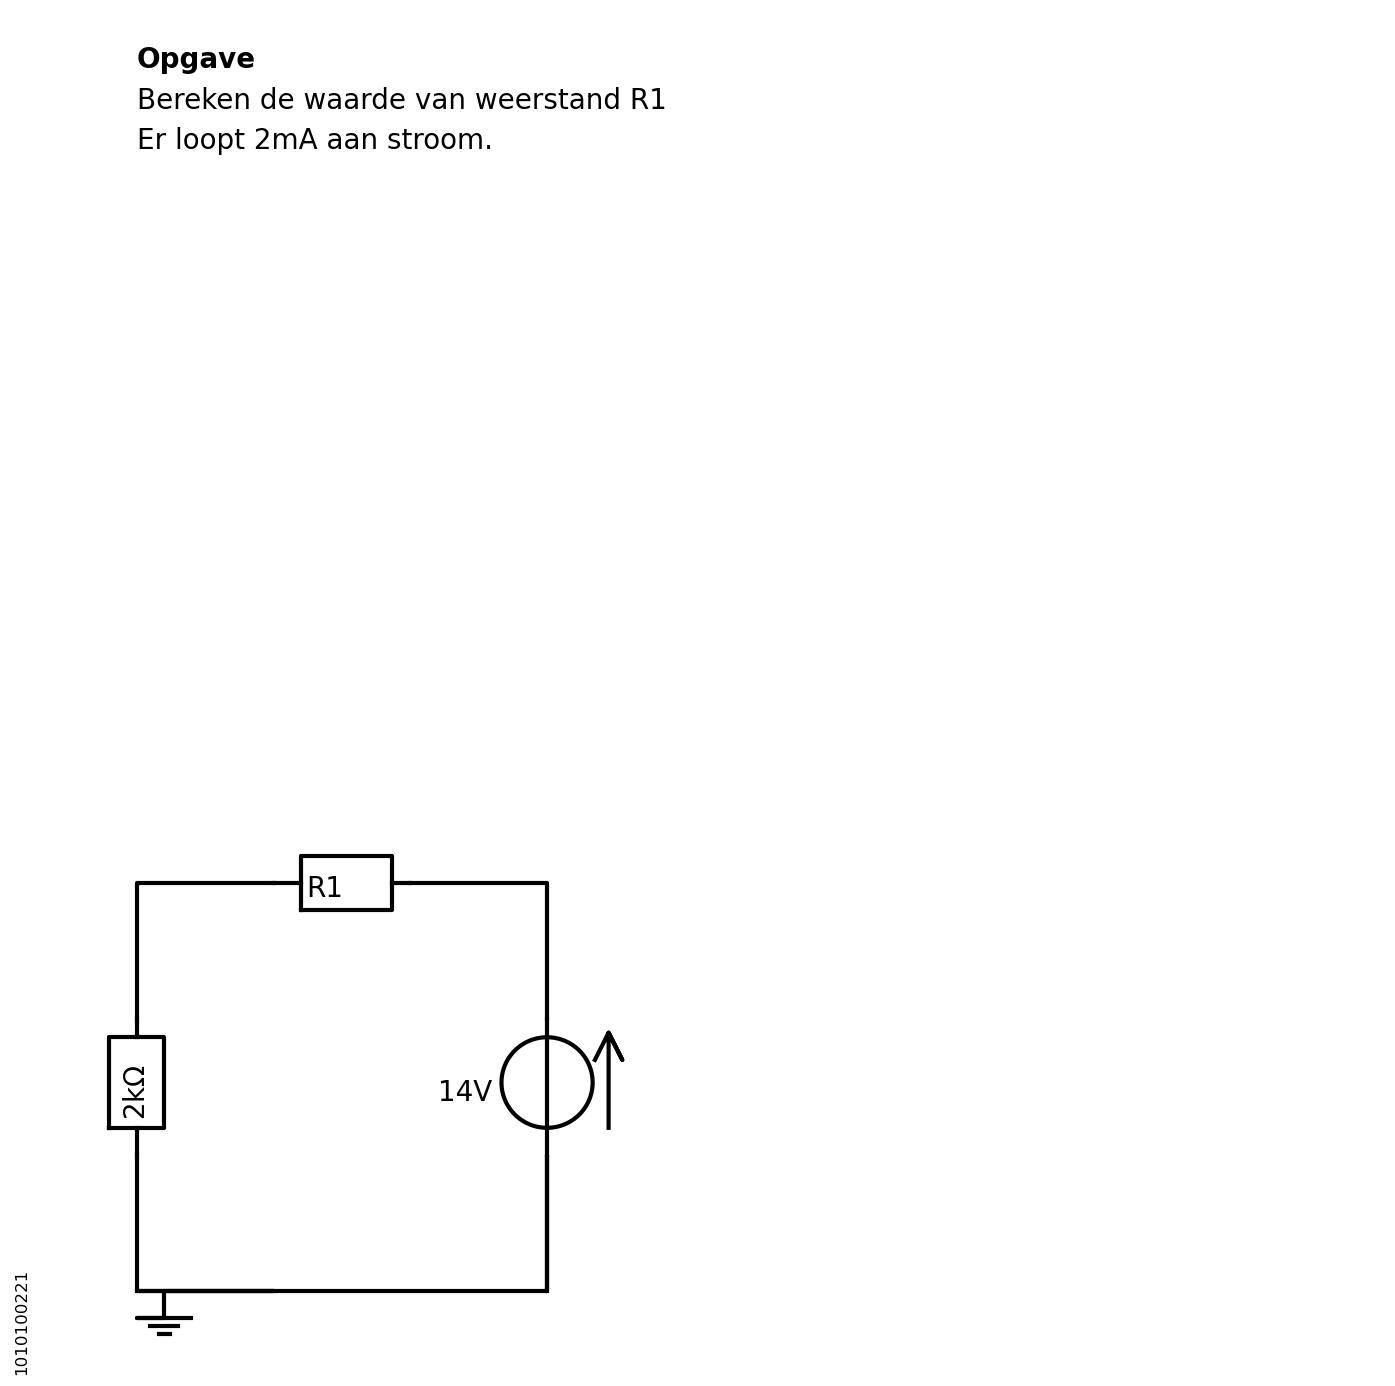 Opgave
Bereken de waarde van weerstand R1
Er loopt 2mA aan stroom.
R1
2kΩ
14V
1010100221